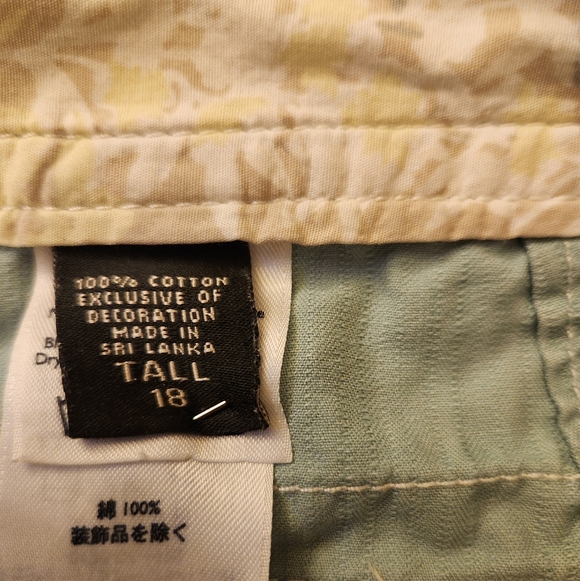 100% COTTON
EXCLUSIVE OF
DECORATION
MADE IN
SRI LANKA
TALL
18
綿 100%
装飾品を除く